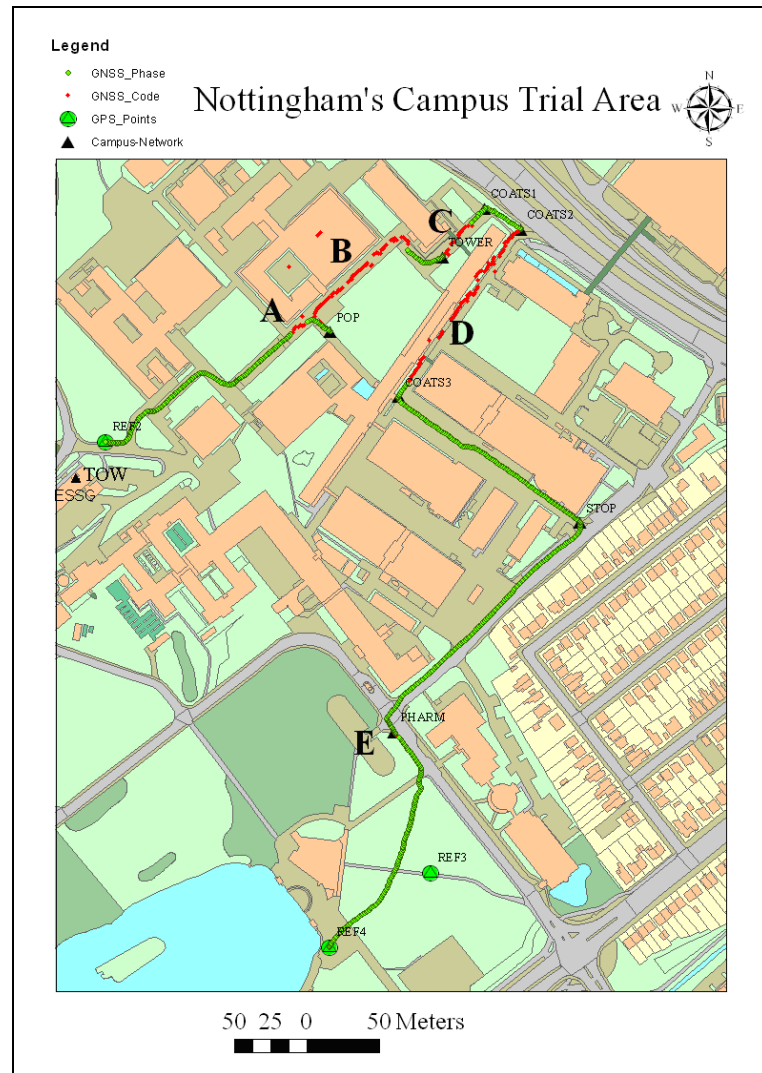 Legend
GNSS_Phase
GNSS_Code
GPS_Points
Campus-Network
Nottingham's Campus Trial Area
N
W E
S
COATS1
COATS2
C
TOWER
B
A
POP
D
COATS3
REF2
TOW
ESSG
STOP
PHARM
E
REF3
REF4
50 25 0 50 Meters